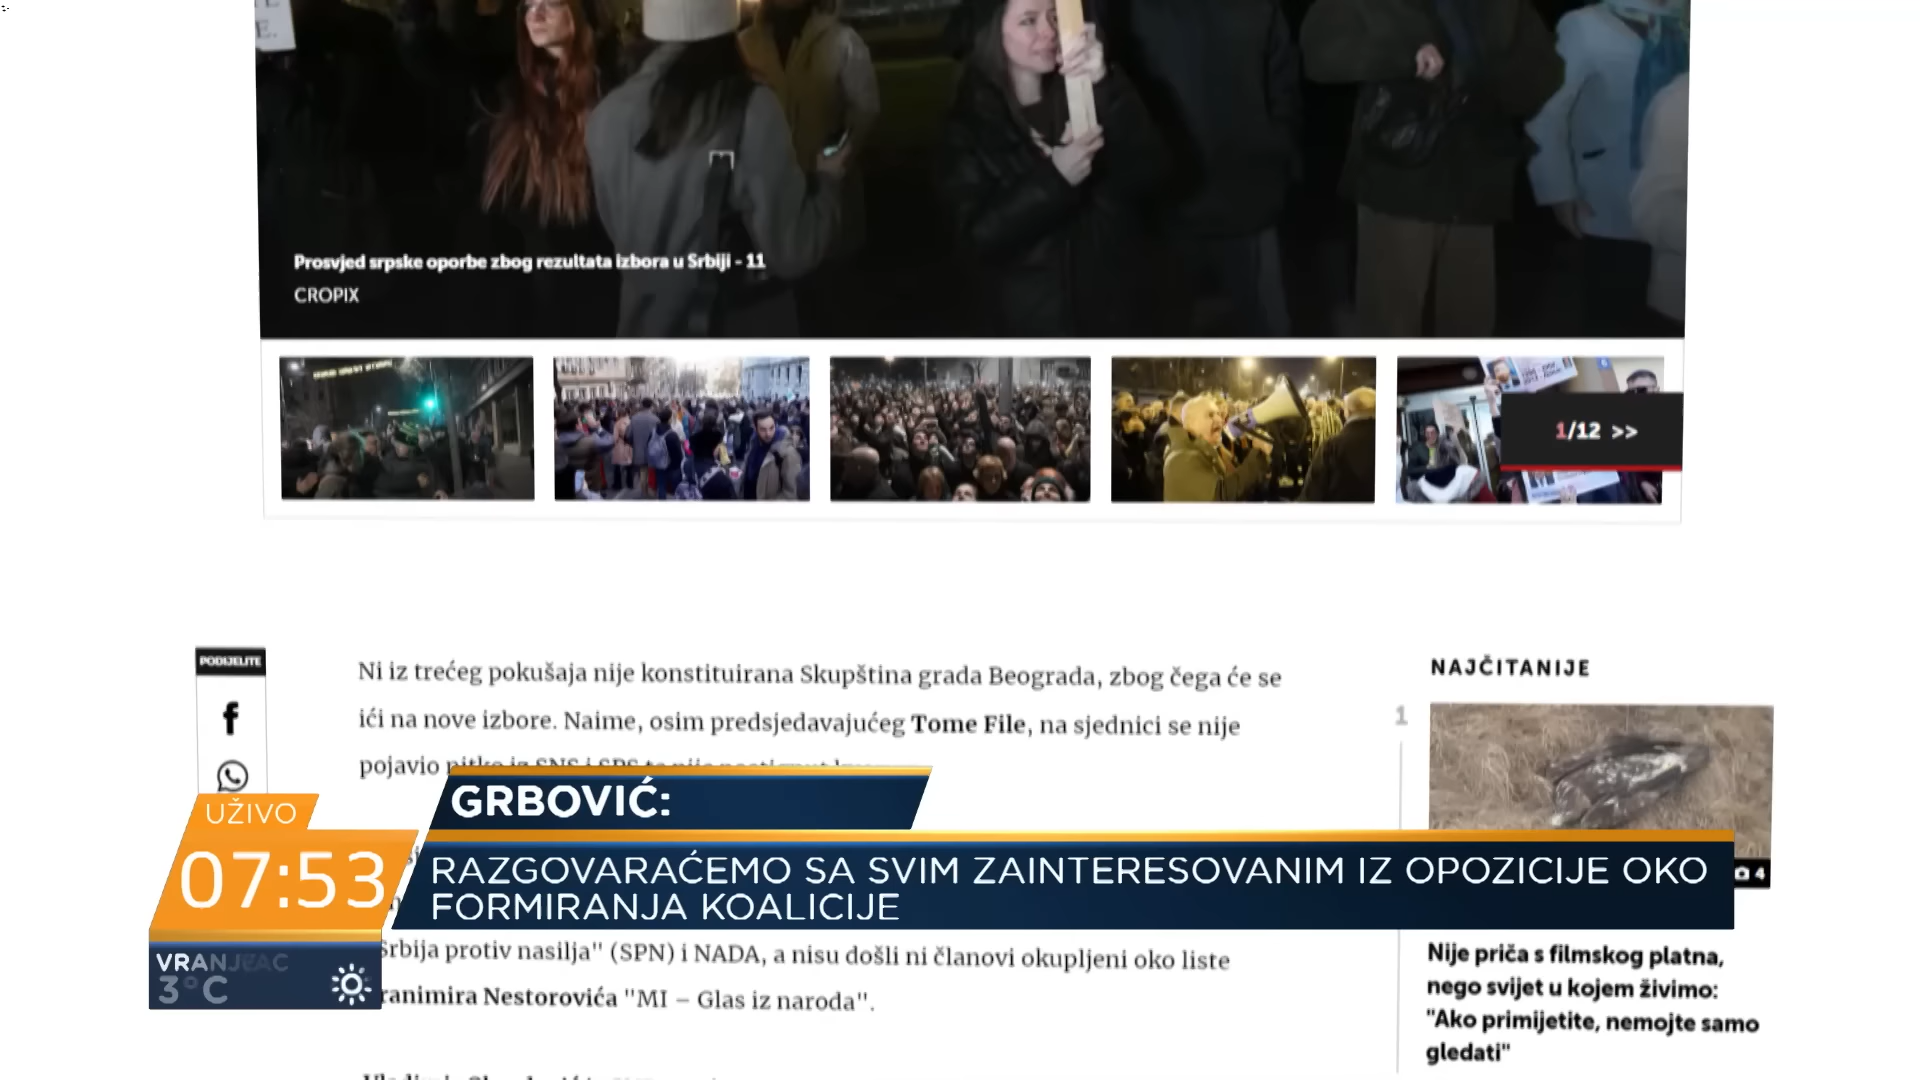 E.
Prosvjed srpske oporbe zbog rezultata izbora u Srbiji - 11
CROPIX
1/12 >>
PODIJELITE
Ni iz trećeg pokušaja nije konstituirana Skupština grada Beograda, zbog čega će se
ići na nove izbore. Naime, osim predsjedavajućeg Tome File, na sjednici se nije
pojavio
NAJČITANIJE
1
4
GRBOVIĆ:
UŽIVO
07:53
RAZGOVARAĆEMO SA SVIM ZAINTERESOVANIM IZ OPOZICIJE OKO
FORMIRANJA KOALICIJE
VRAN
3°C
Srbija protiv nasilja" (SPN) i NADA, a nisu došli ni članovi okupljeni oko liste
ranimira Nestorovića "MI – Glas iz naroda".
Nije priča s filmskog platna,
nego svijet u kojem živimo:
"Ako primijetite, nemojte samo
gledati"